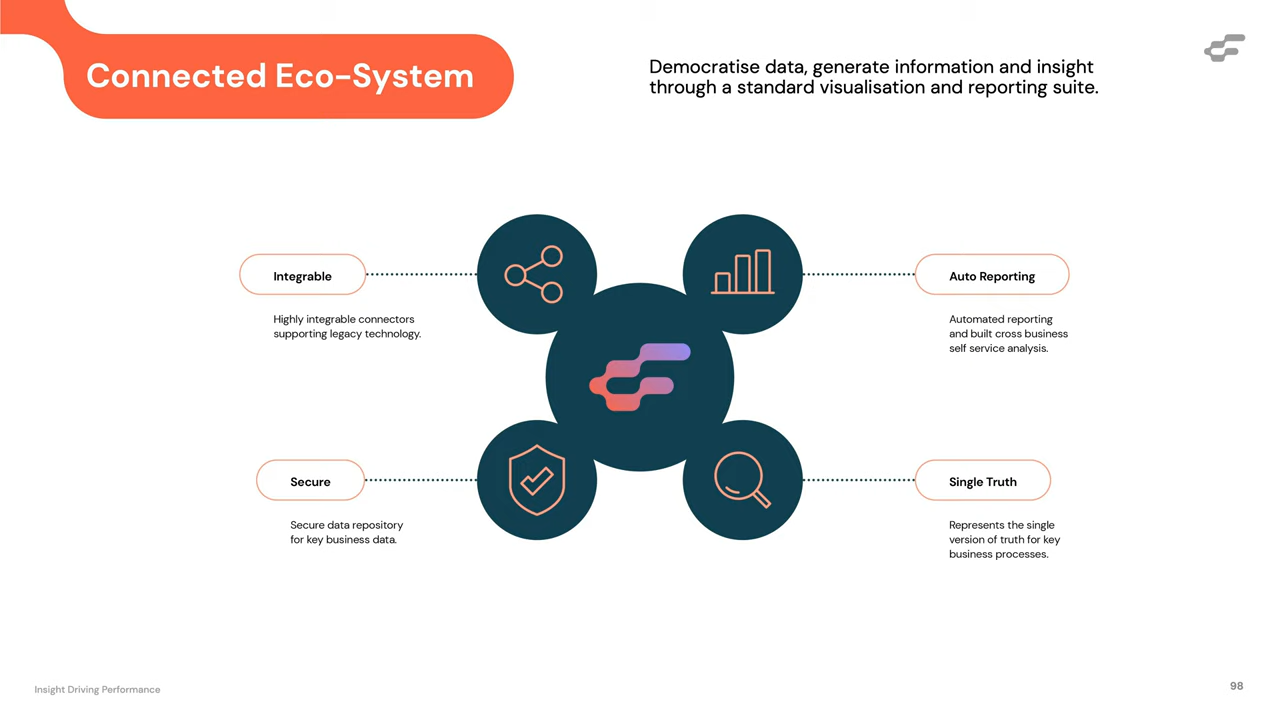 Connected Eco-System
Democratise data, generate information and insight
through a standard visualisation and reporting suite.
Integrable
Highly integrable connectors
supporting legacy technology.
Auto Reporting
Automated reporting
and built cross business
self service analysis.
Secure
Secure data repository
for key business data.
Single Truth
Represents the single
version of truth for key
business processes.
Insight Driving Performance
98